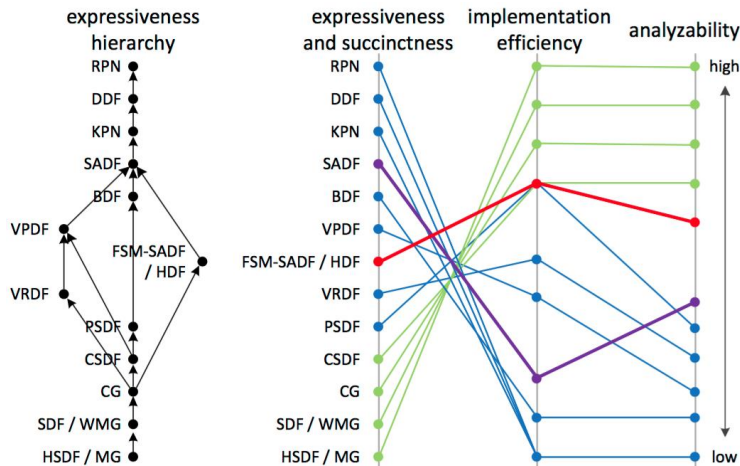 expressiveness
hierarchy
RPN
DDF
KPN
SADF
BDF
VPDF
FSM-SADF
/ HDF
VRDF
PSDF
CSDF
CG
SDF / WMG
HSDF / MG
expressiveness
and succinctness
implementation
efficiency
analyzability
RPN
DDF
KPN
SADF
BDF
VPDF
FSM-SADF / HDF
VRDF
PSDF
CSDF
CG
SDF / WMG
HSDF / MG
high
low